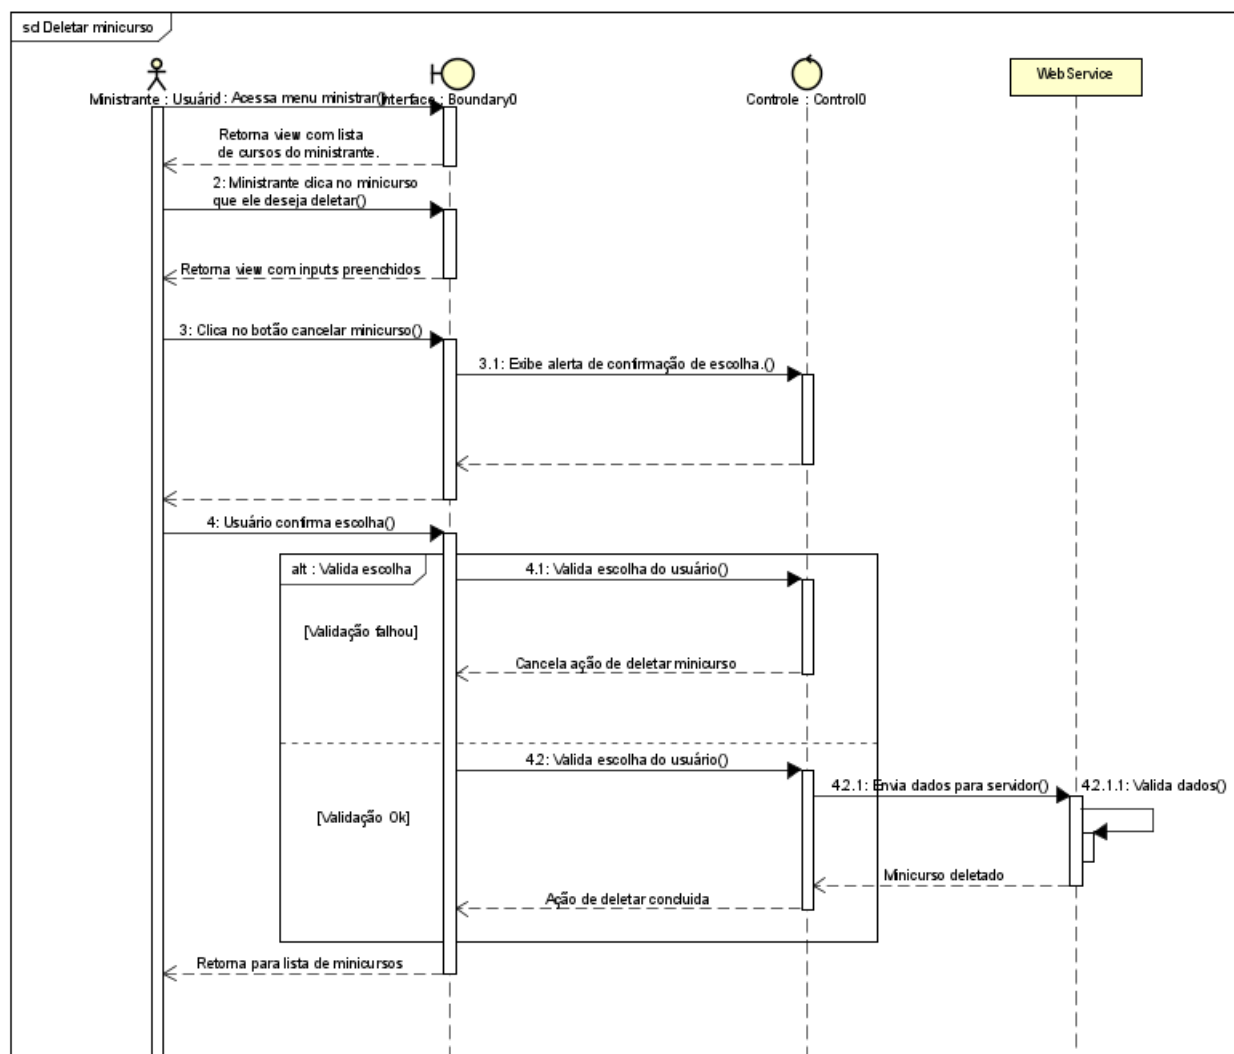 sd Deletar minicurso
Ministrante : Usuário
1: Acessa menu ministrar()
Interface : Boundary0
Controle : Control0
Web Service
Retorna view com lista
de cursos do ministrante.
2: Ministrante clica no minicurso
que ele deseja deletar()
Retorna view com inputs preenchidos
3: Clica no botão cancelar minicurso()
3.1: Exibe alerta de confirmação de escolha.()
4: Usuário confirma escolha()
alt : Valida escolha
4.1: Valida escolha do usuário()
[Validação falhou]
Cancela ação de deletar minicurso
4.2: Valida escolha do usuário()
4.2.1: Envia dados para servidor()
4.2.1.1: Valida dados()
[Validação Ok]
Minicurso deletado
Ação de deletar concluida
Retorna para lista de minicursos